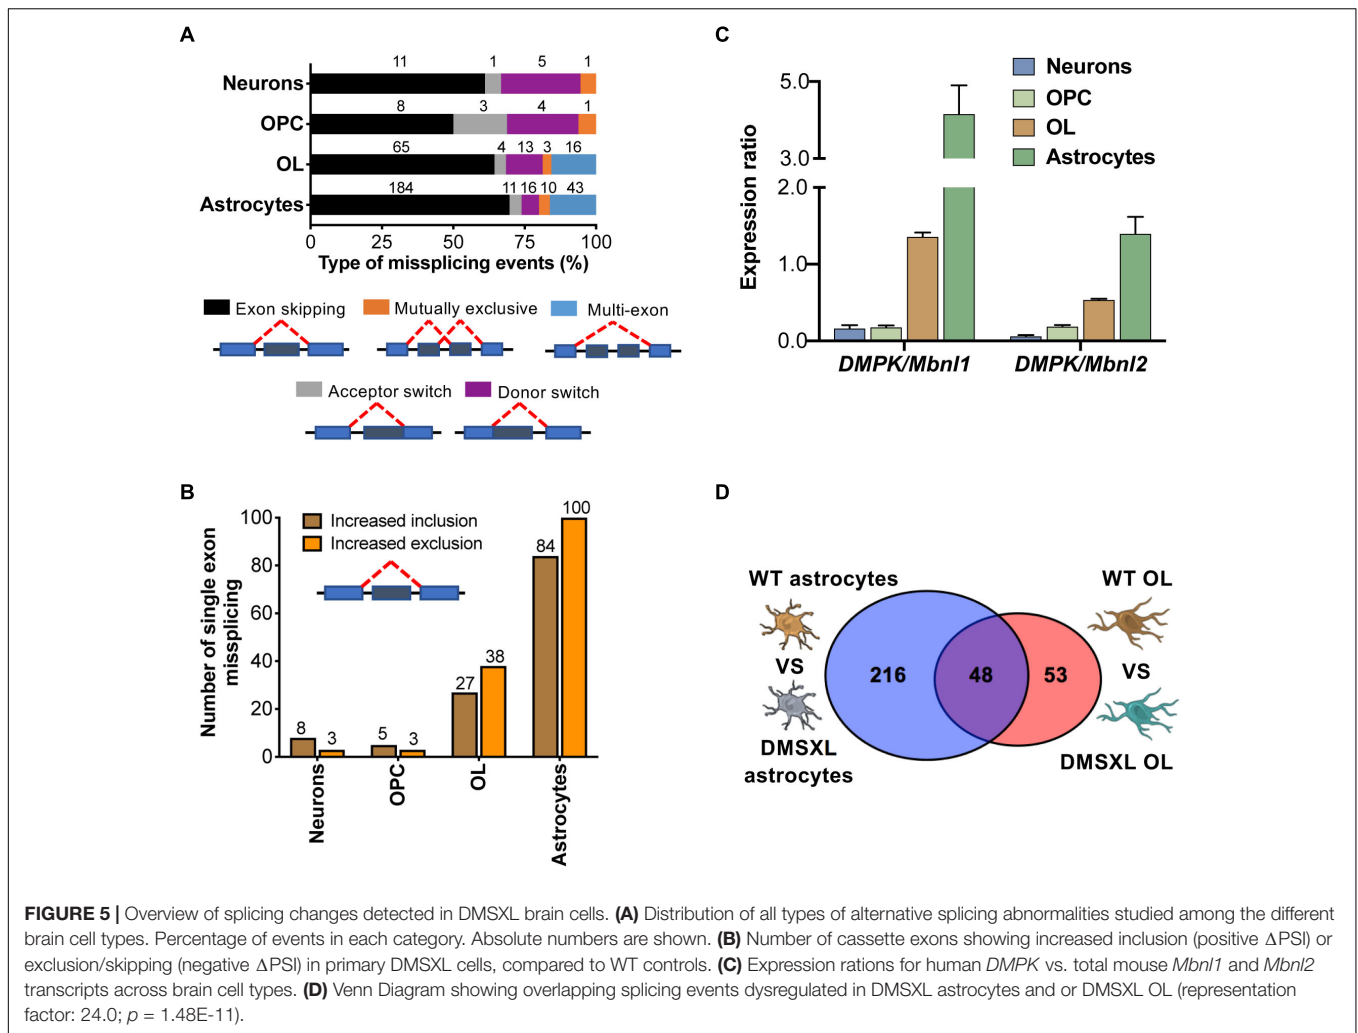 A
11 1 5 1
Neurons
8 3 4 1
OPC
65 4 13 3 16
OL
184 11 16 10 43
Astrocytes
0 25 50 75 100
Type of missplicing events (%)
Exon skipping Mutually exclusive Multi-exon
Acceptor switch Donor switch
B
Number of single exon
missplicing
100
80
60
40
20
0
Increased inclusion
Increased exclusion
8 3 5 3 27 38 84 100
Neurons
OPC
OL
Astrocytes
C
Expression ratio
5.0
3.0
2.0
1.0
0.0
Neurons
OPC
OL
Astrocytes
DMPK/Mbnl1 DMPK/Mbnl2
D
WT astrocytes
VS
DMSXL
astrocytes
216 48 53
WT OL
VS
DMSXL OL
FIGURE 5 | Overview of splicing changes detected in DMSXL brain cells. (A) Distribution of all types of alternative splicing abnormalities studied among the different
brain cell types. Percentage of events in each category. Absolute numbers are shown. (B) Number of cassette exons showing increased inclusion (positive ΔPSI) or
exclusion/skipping (negative ΔPSI) in primary DMSXL cells, compared to WT controls. (C) Expression rations for human DMPK vs. total mouse Mbnl1 and Mbnl2
transcripts across brain cell types. (D) Venn Diagram showing overlapping splicing events dysregulated in DMSXL astrocytes and or DMSXL OL (representation
factor: 24.0; p = 1.48E-11).